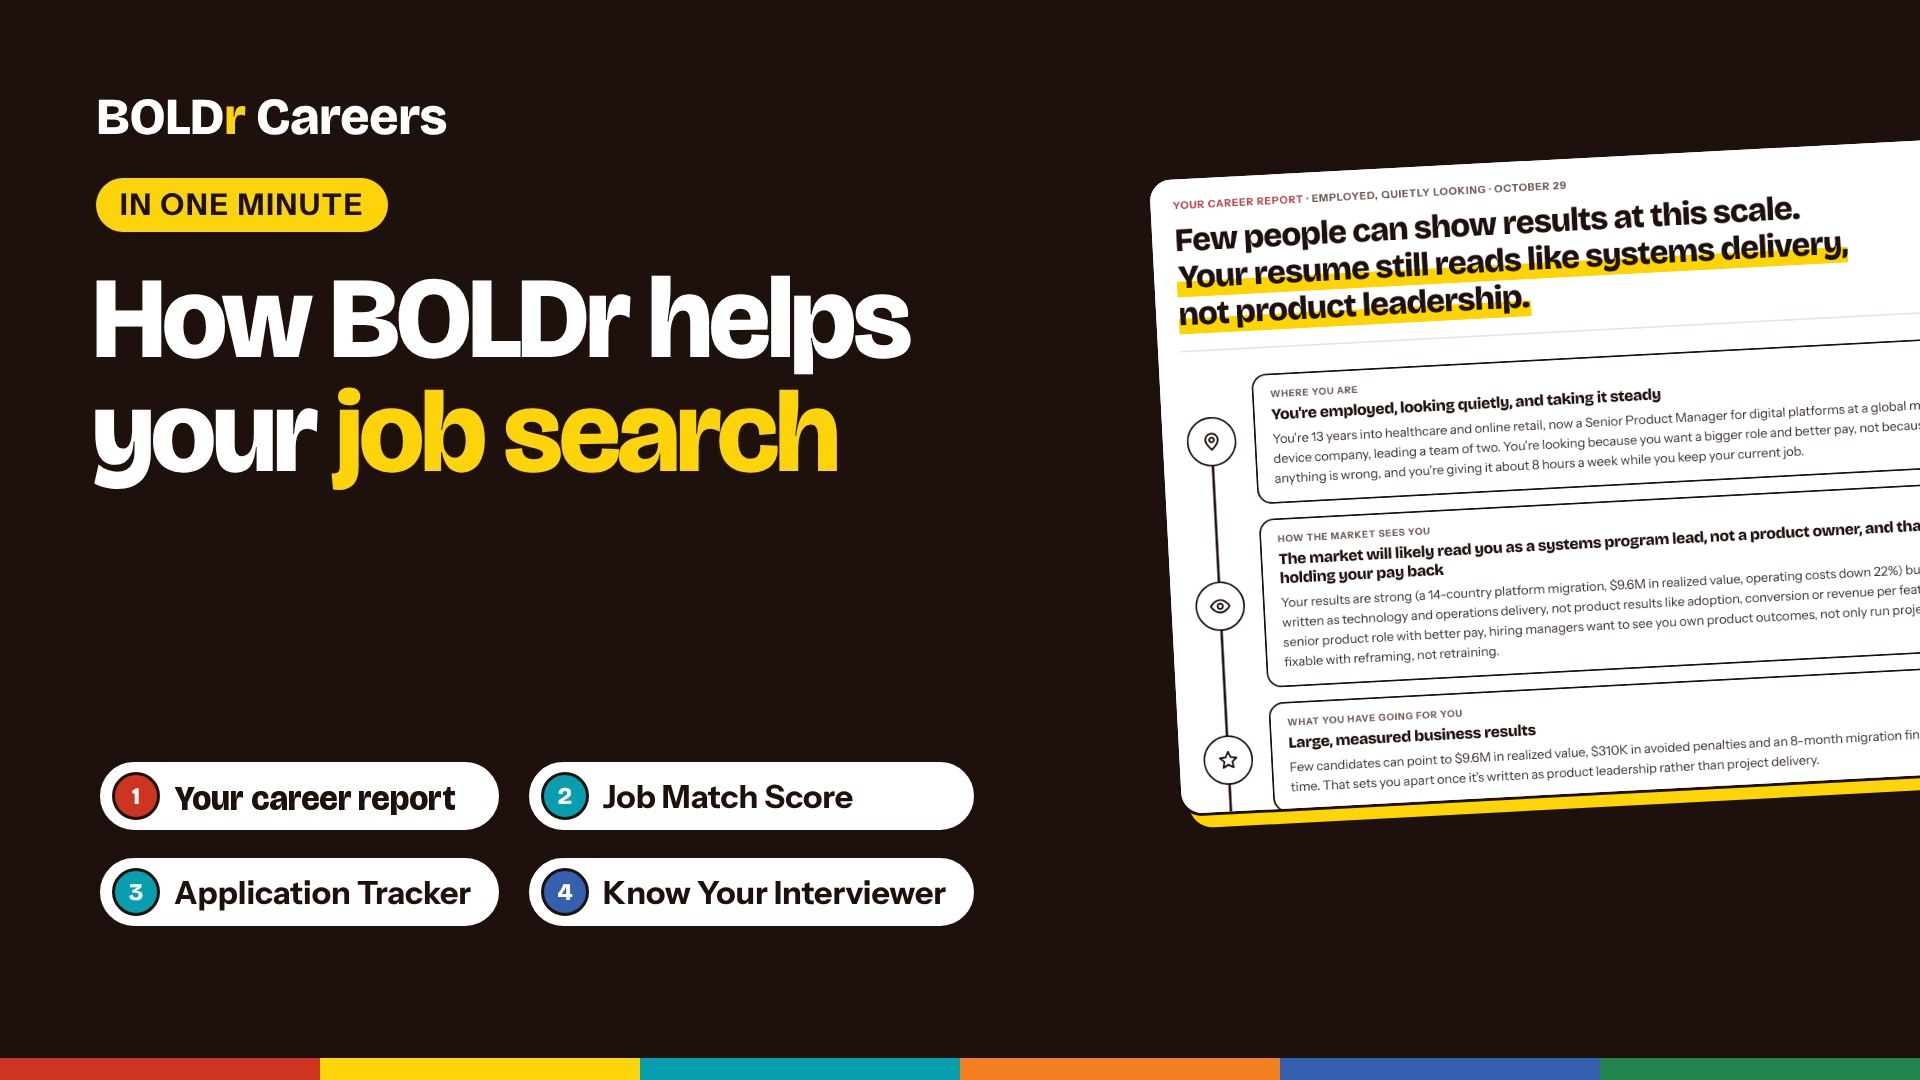 BOLDr Careers
IN ONE MINUTE
How BOLDr helps
your job search
1 Your career report
2 Job Match Score
3 Application Tracker
4 Know Your Interviewer
YOUR CAREER REPORT · EMPLOYED, QUIETLY LOOKING · OCTOBER 29
Few people can show results at this scale.
Your resume still reads like systems delivery,
not product leadership.
WHERE YOU ARE
You're employed, looking quietly, and taking it steady
You're 13 years into healthcare and online retail, now a Senior Product Manager for digital platforms at a global
device company, leading a team of two. You're looking because you want a bigger role and better pay, not
anything is wrong, and you're giving it about 8 hours a week while you keep your current job.
HOW THE MARKET SEES YOU
The market will likely read you as a systems program lead, not a product owner, and
holding your pay back
Your results are strong (a 14-country platform migration, $9.6M in realized value, operating costs down 22%)
written as technology and operations delivery, not product results like adoption, conversion or revenue per
senior product role with better pay, hiring managers want to see you own product outcomes, not only run
fixable with reframing, not retraining.
WHAT YOU HAVE GOING FOR YOU
Large, measured business results
Few candidates can point to $9.6M in realized value, $310K in avoided penalties and an 8-month migration
time. That sets you apart once it's written as product leadership rather than project delivery.